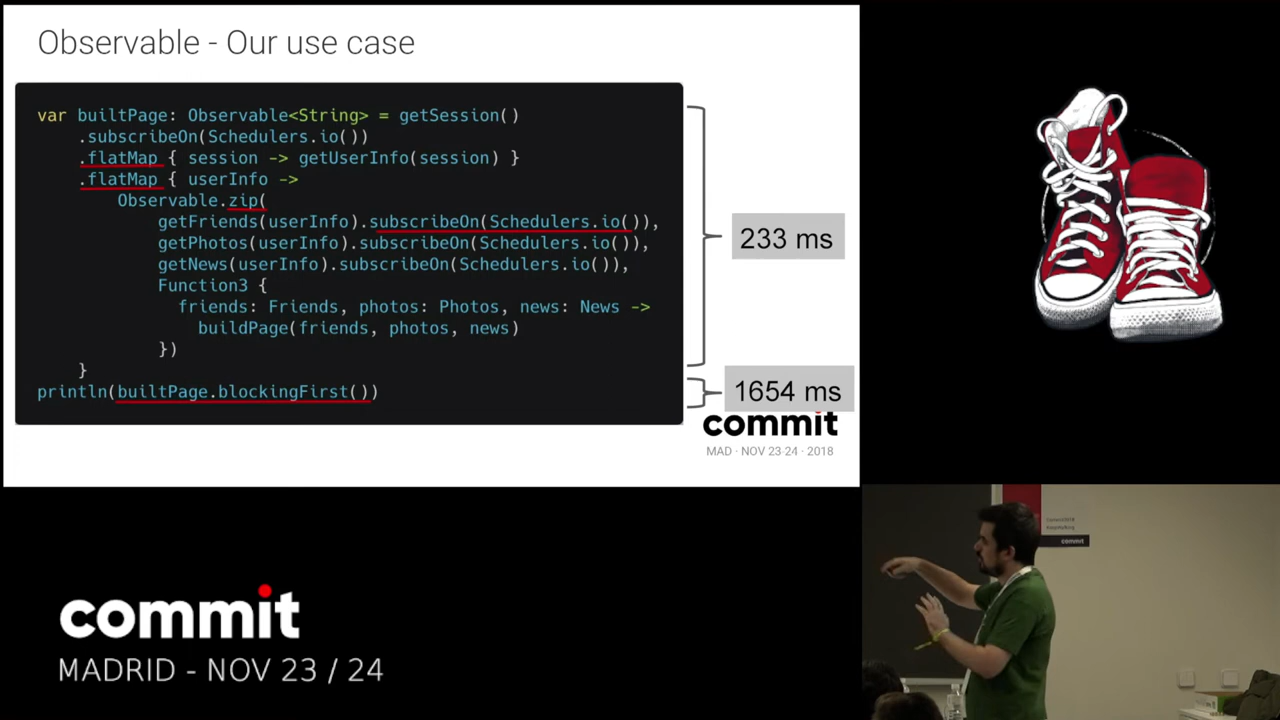 Observable - Our use case
var builtPage: Observable<String> = getSession()
.subscribeOn(Schedulers.io())
.flatMap { session -> getUserInfo(session) }
.flatMap { userInfo ->
Observable.zip(
getFriends(userInfo).subscribeOn(Schedulers.io()),
getPhotos(userInfo).subscribeOn(Schedulers.io()),
getNews(userInfo).subscribeOn(Schedulers.io()),
Function3 {
friends: Friends, photos: Photos, news: News ->
buildPage(friends, photos, news)
})
}
println(builtPage.blockingFirst())
233 ms
1654 ms
commit
MAD · NOV 23-24 · 2018
commit
MADRID - NOV 23 / 24
commit